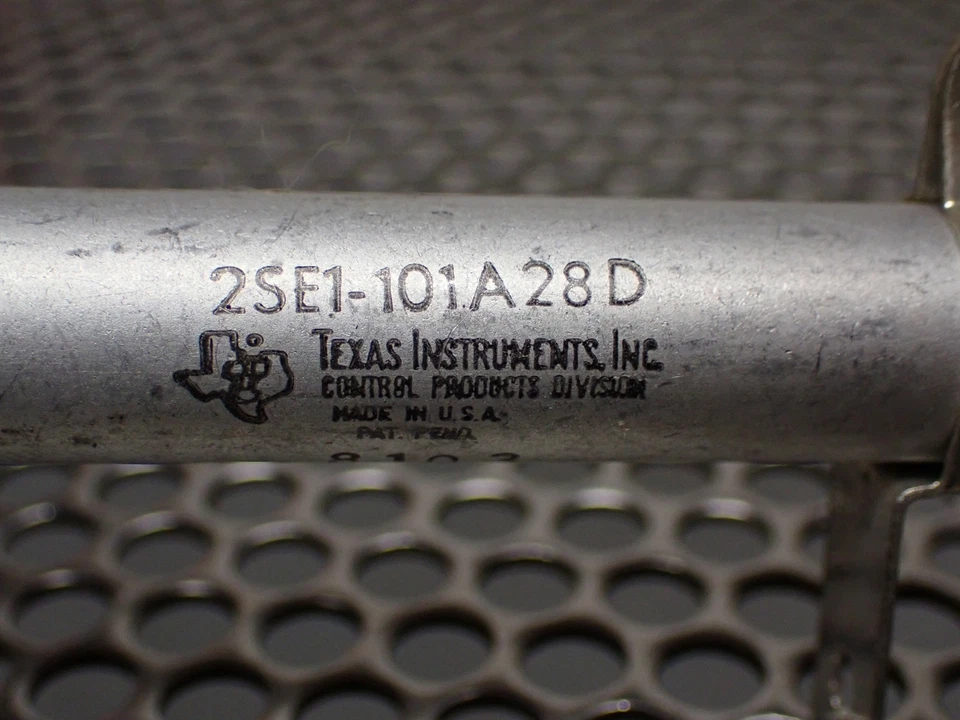 2SE1-101A28D
TEXAS INSTRUMENTS, INC.
CONTROL PRODUCTS DIVISION
MADE IN U.S.A.
PAT. PEND.